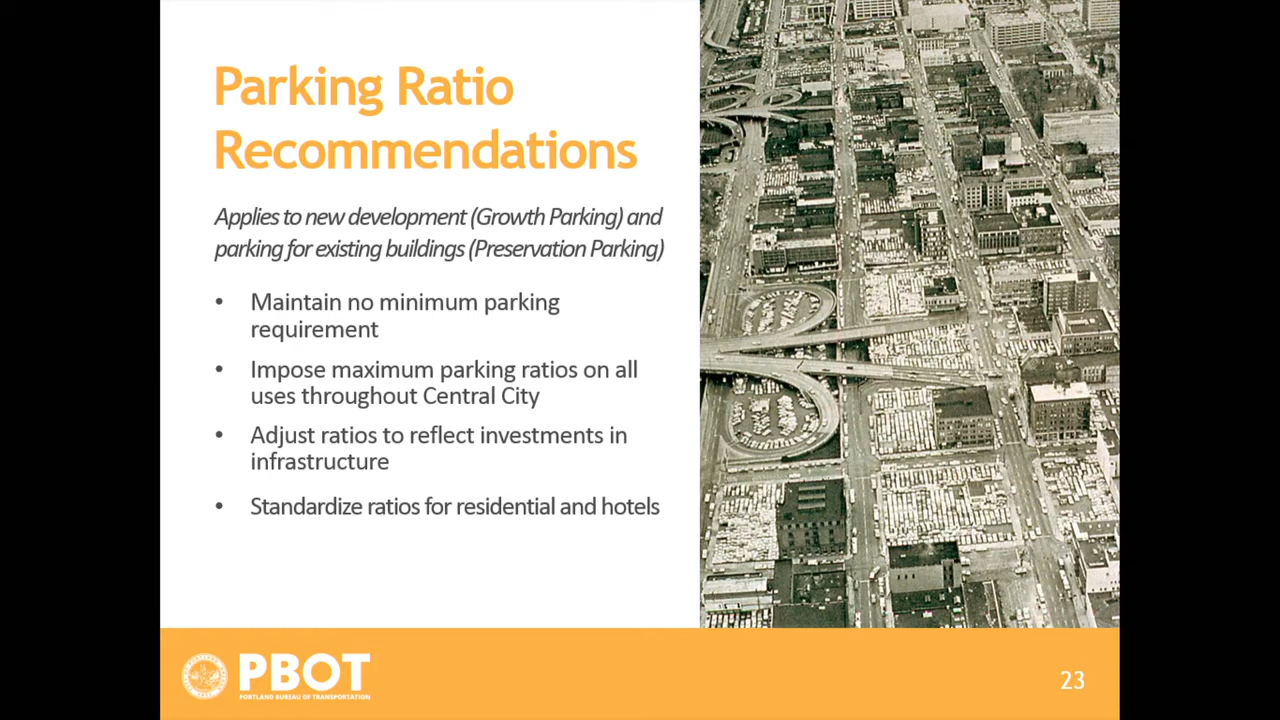 Parking Ratio
Recommendations
Applies to new development (Growth Parking) and
parking for existing buildings (Preservation Parking)
• Maintain no minimum parking
requirement
• Impose maximum parking ratios on all
uses throughout Central City
• Adjust ratios to reflect investments in
infrastructure
• Standardize ratios for residential and hotels
PBOT
PORTLAND BUREAU OF TRANSPORTATION
23